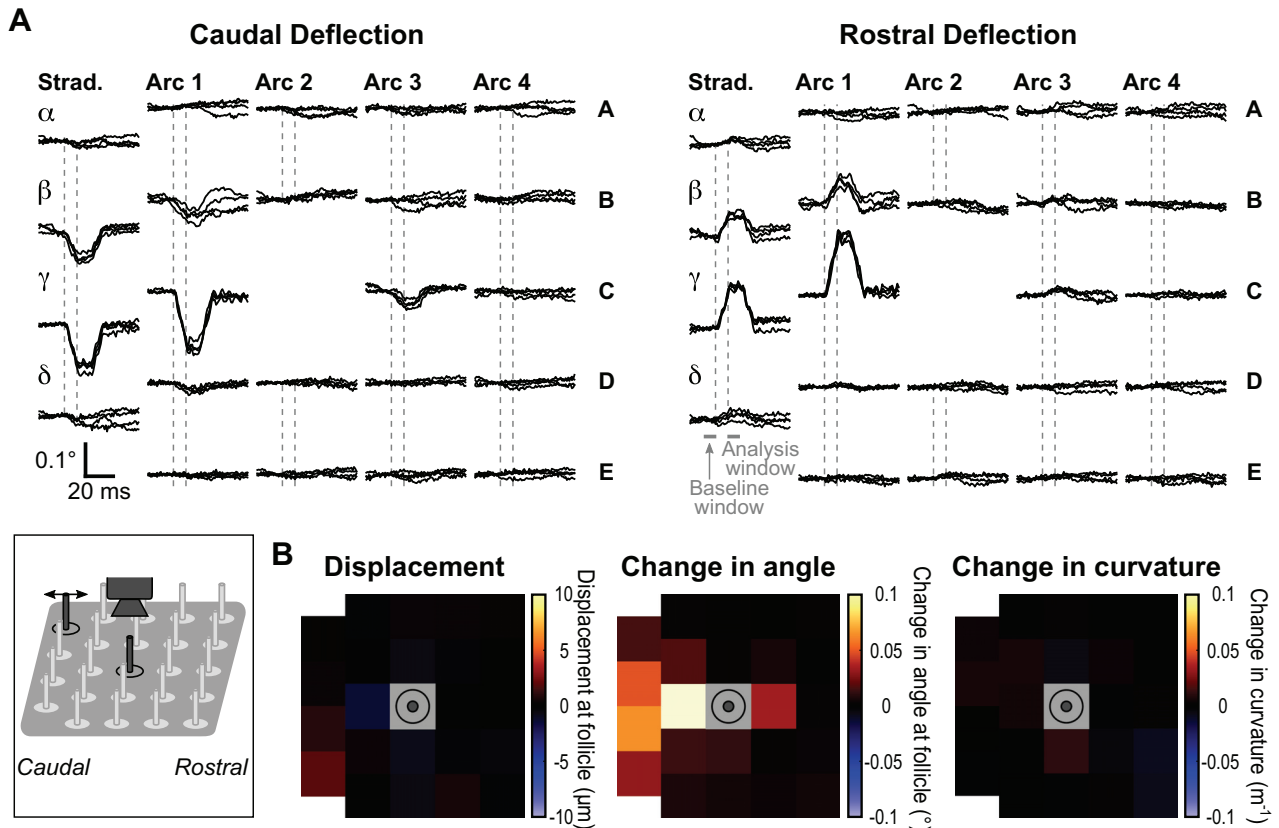 A
Caudal Deflection
Rostral Deflection
Strad. Arc 1 Arc 2 Arc 3 Arc 4
Strad. Arc 1 Arc 2 Arc 3 Arc 4
α
A
α
A
β
B
β
B
γ
C
γ
C
δ
D
δ
D
0.1°
20 ms
E
Analysis
window
Baseline
window
E
Caudal
Rostral
B
Displacement
10
5
0
-5
-10
Displacement at follicle (μm)
Change in angle
0.1
0.05
0
-0.05
-0.1
Change in angle at follicle (°)
Change in curvature
0.1
0.05
0
-0.05
-0.1
Change in curvature (m⁻¹)